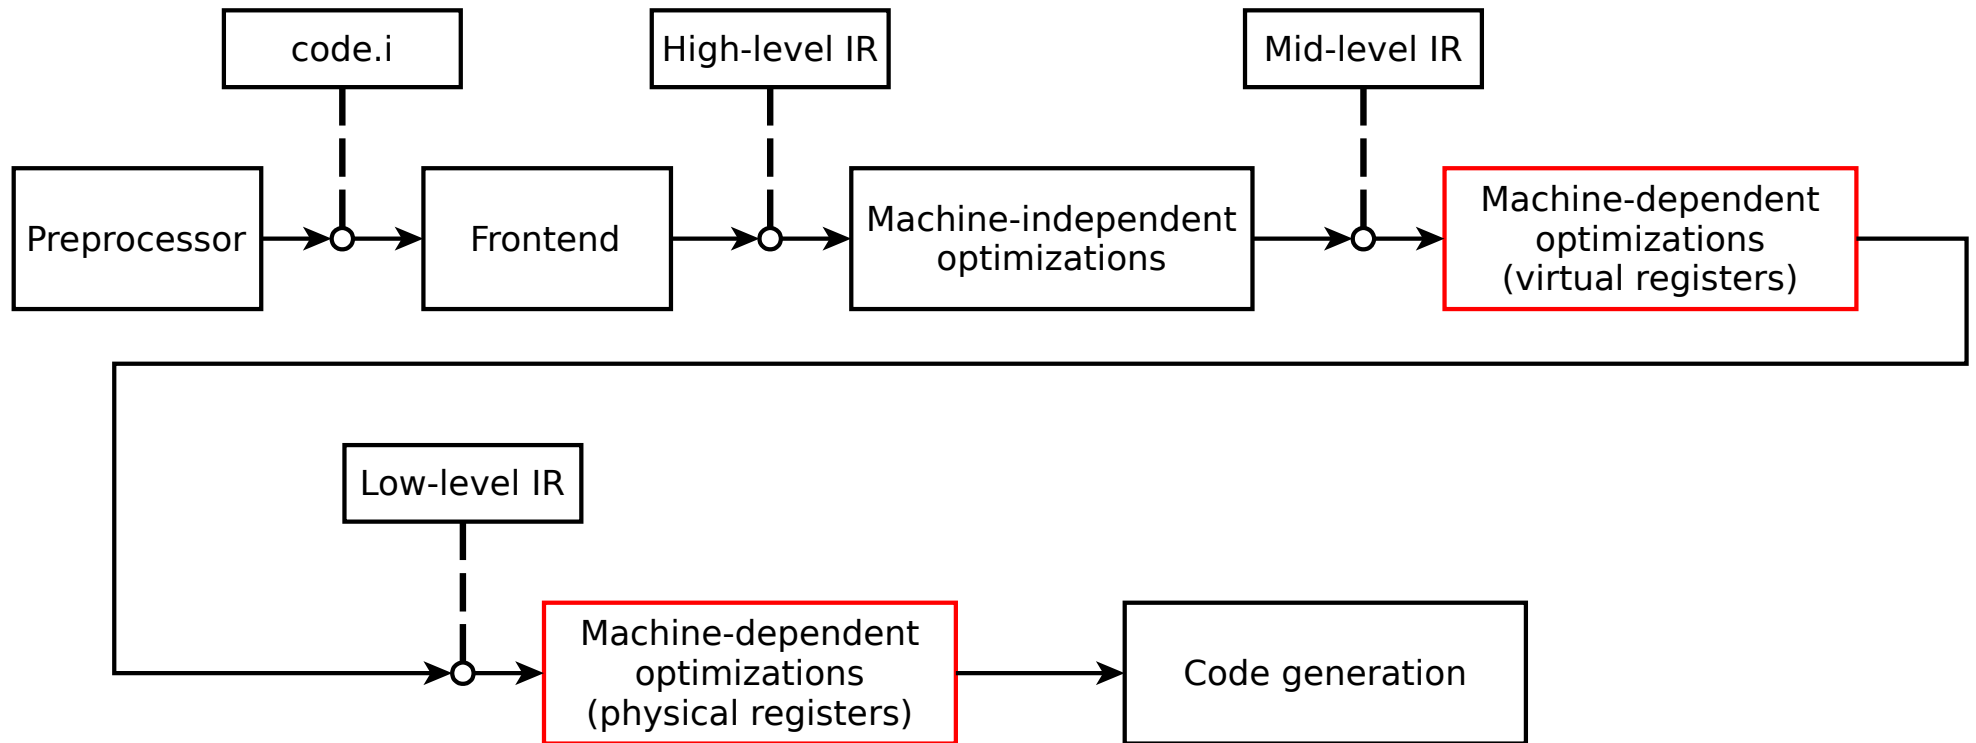 code.i
High-level IR
Mid-level IR
Preprocessor
Frontend
Machine-independent
optimizations
Machine-dependent
optimizations
(virtual registers)
Low-level IR
Machine-dependent
optimizations
(physical registers)
Code generation